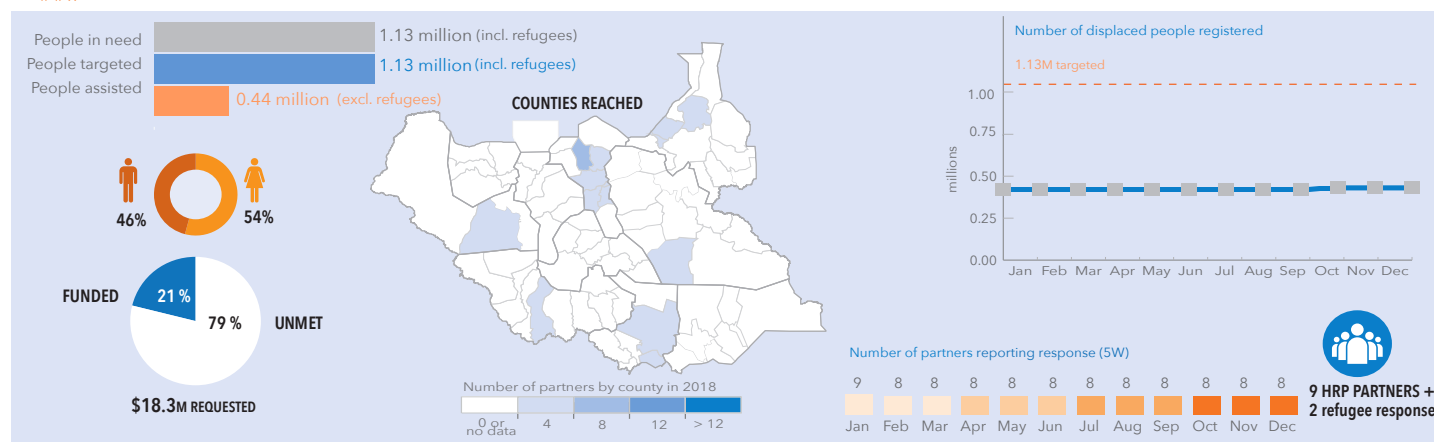 People in need
1.13 million (incl. refugees)
People targeted
1.13 million (incl. refugees)
People assisted
0.44 million (excl. refugees)
46%
54%
FUNDED
21 %
79 %
UNMET
$18.3M REQUESTED
COUNTIES REACHED
Number of partners by county in 2018
0 or
no data
4
8
12
> 12
Number of displaced people registered
1.13M targeted
millions
1.00
0.75
0.50
0.25
0.00
Jan Feb Mar Apr May Jun Jul Aug Sep Oct Nov Dec
Number of partners reporting response (5W)
9 8 8 8 8 8 8 8 8 8 8 8
Jan Feb Mar Apr May Jun Jul Aug Sep Oct Nov Dec
9 HRP PARTNERS +
2 refugee response